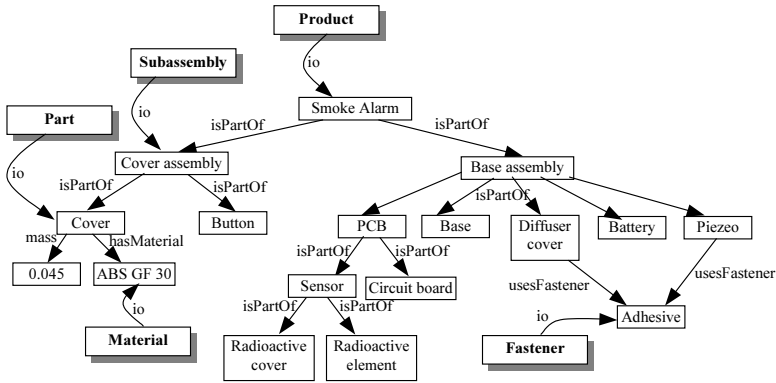 Product
Subassembly
io
io
Smoke Alarm
Part
isPartOf
isPartOf
io
Cover assembly
Base assembly
isPartOf
isPartOf
isPartOf
Cover
Button
PCB
Base
Diffuser
cover
Battery
Piezeo
mass
hasMaterial
isPartOf
isPartOf
0.045
ABS GF 30
usesFastener
usesFastener
Sensor
Circuit board
io
isPartOf
isPartOf
io
Adhesive
Material
Radioactive
cover
Radioactive
element
Fastener